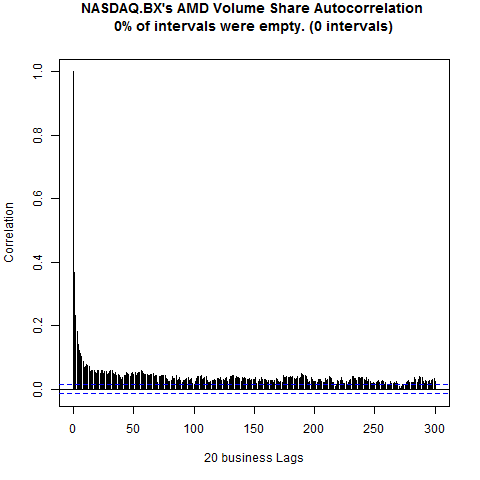 NASDAQ.BX's AMD Volume Share Autocorrelation
0% of intervals were empty. (0 intervals)
Correlation
1.0
0.8
0.6
0.4
0.2
0.0
0 50 100 150 200 250 300
20 business Lags